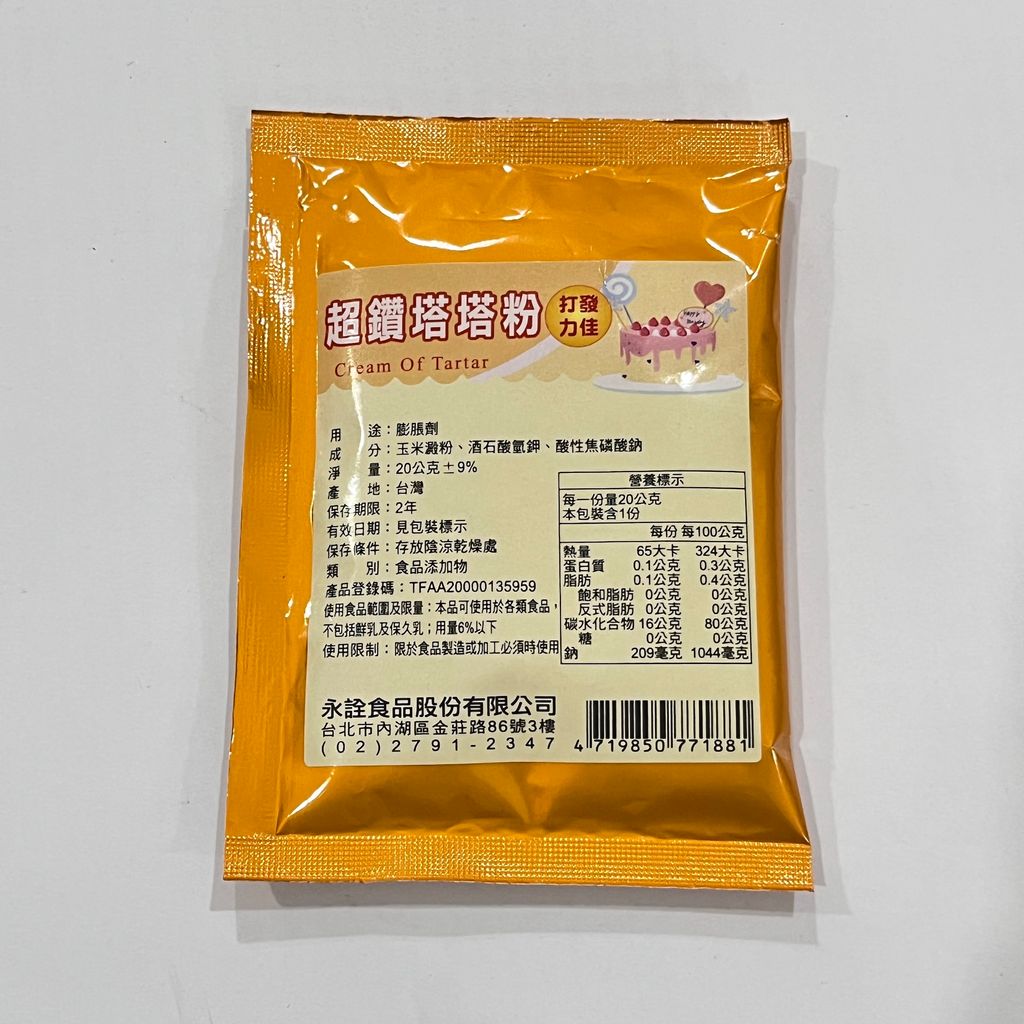 超鑽塔塔粉
打發
力佳
Cream Of Tartar
用　　途：膨脹劑
成　　分：玉米澱粉、酒石酸氫鉀、酸性焦磷酸鈉
淨　　量：20公克±9%
產　　地：台灣
保存期限：2年
有效日期：見包裝標示
保存條件：存放陰涼乾燥處
類　　別：食品添加物
產品登錄碼：TFAA20000135959
使用食品範圍及限量：本品可使用於各類食品，
不包括鮮乳及保久乳；用量6%以下
使用限制：限於食品製造或加工必須時使用
營養標示
每一份量20公克
本包裝含1份
每份 每100公克
熱量 65大卡 324大卡
蛋白質 0.1公克 0.3公克
脂肪 0.1公克 0.4公克
飽和脂肪 0公克 0公克
反式脂肪 0公克 0公克
碳水化合物 16公克 80公克
糖 0公克 0公克
鈉 209毫克 1044毫克
永詮食品股份有限公司
台北市內湖區金莊路86號3樓
(02)2791-2347
4 719850 771881